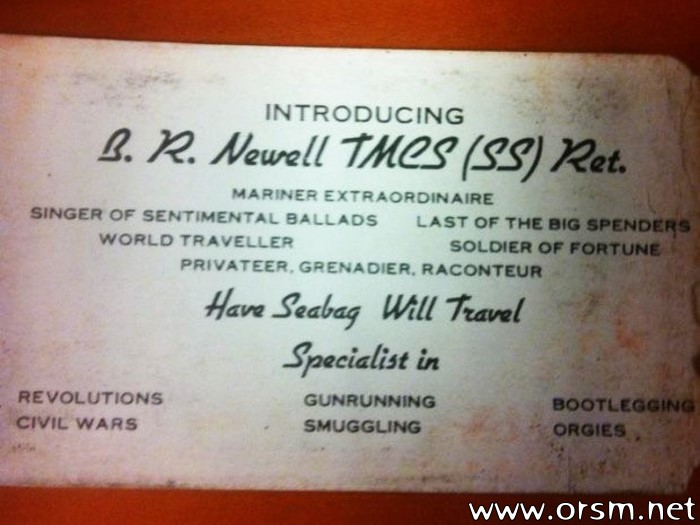 INTRODUCING
B. R. Newell TMCS (SS) Ret.
MARINER EXTRAORDINAIRE
SINGER OF SENTIMENTAL BALLADS LAST OF THE BIG SPENDERS
WORLD TRAVELLER SOLDIER OF FORTUNE
PRIVATEER, GRENADIER, RACONTEUR
Have Seabag Will Travel
Specialist in
REVOLUTIONS GUNRUNNING BOOTLEGGING
CIVIL WARS SMUGGLING ORGIES
www.orsm.net